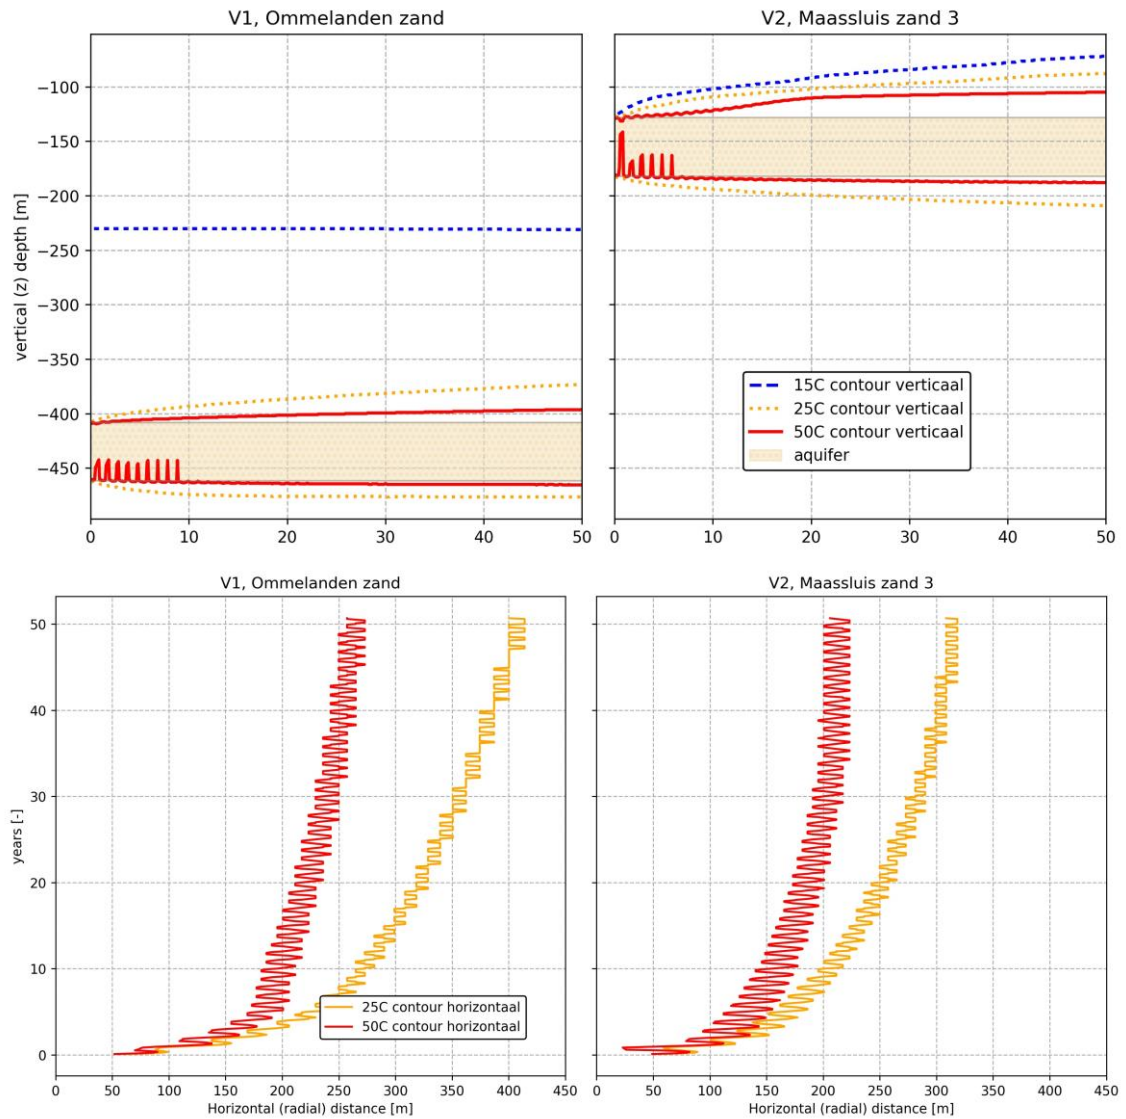 V1, Ommelanden zand
V2, Maassluis zand 3
vertical (z) depth [m]
−100
−150
−200
−250
−300
−350
−400
−450
0 10 20 30 40 50
0 10 20 30 40 50
15C contour verticaal
25C contour verticaal
50C contour verticaal
aquifer
V1, Ommelanden zand
V2, Maassluis zand 3
years [-]
50
40
30
20
10
0
25C contour horizontaal
50C contour horizontaal
0 50 100 150 200 250 300 350 400 450
0 50 100 150 200 250 300 350 400 450
Horizontal (radial) distance [m]
Horizontal (radial) distance [m]